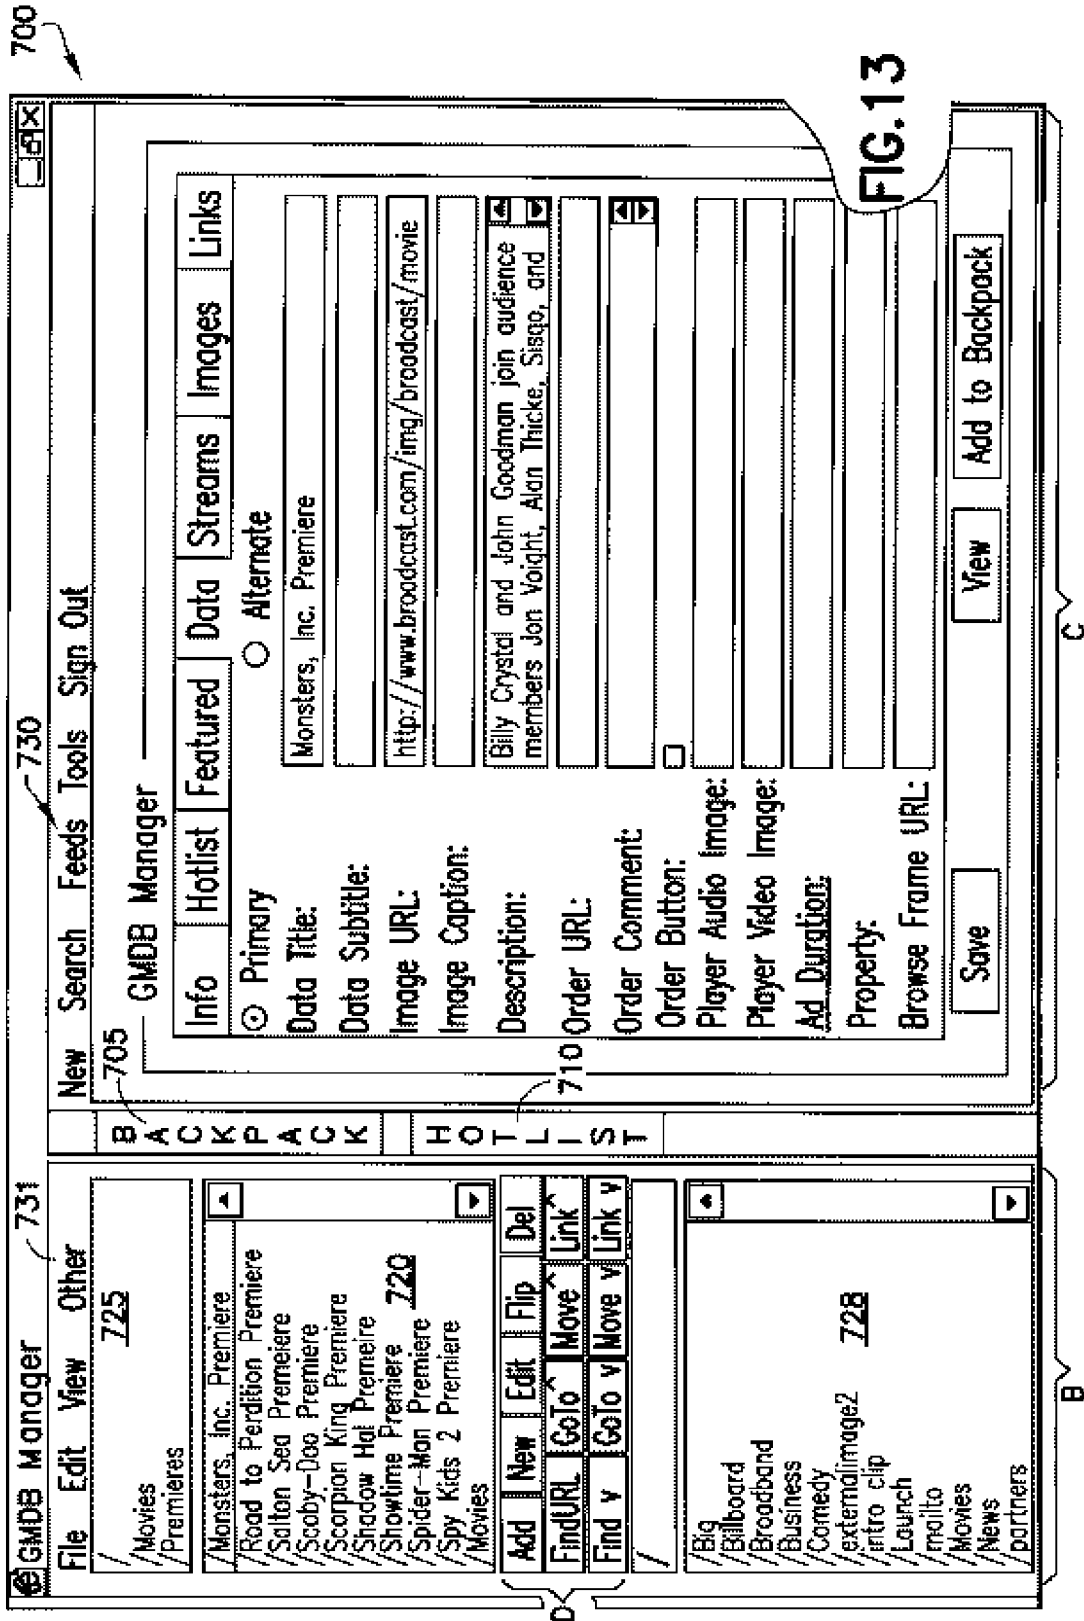 700
GMDB Manager
731
730
File Edit View Other
New Search Feeds Tools Sign Out
/
/Movies
/Premieres
725
/Monsters, Inc. Premiere
/Road to Perdition Premiere
/Salton Sea Premeiere
/Scooby-Doo Premiere
/Scorpion King Premiere
/Shadow Hal Premeire
/Showtime Premiere
/Spider-Man Premiere
/Spy Kids 2 Premiere
/Movies
720
Add New Edit Flip Del
FindURL GoTo ^ Move ^ Link ^
Find v GoTo v Move v Link v
D
/
/Big
/Billboard
/Broadband
/Business
/Comedy
/externalimage2
/intro clip
/Launch
/mailto
/Movies
/News
/partners
728
B
705
BACKPACK
HOTLIST
710
GMDB Manager
Info Hotlist Featured Data Streams Images Links
Primary Alternate
Data Title: Monsters, Inc. Premiere
Data Subtitle:
Image URL: http://www.broadcast.com/img/broadcast/movie
Image Caption:
Description: Billy Crystal and John Goodman join audience
members Jon Voight, Alan Thicke, Sisqo, and
Order URL:
Order Comment:
Order Button:
Player Audio Image:
Player Video Image:
Ad Duration:
Property:
Browse Frame URL:
Save View Add to Backpack
C
FIG.13